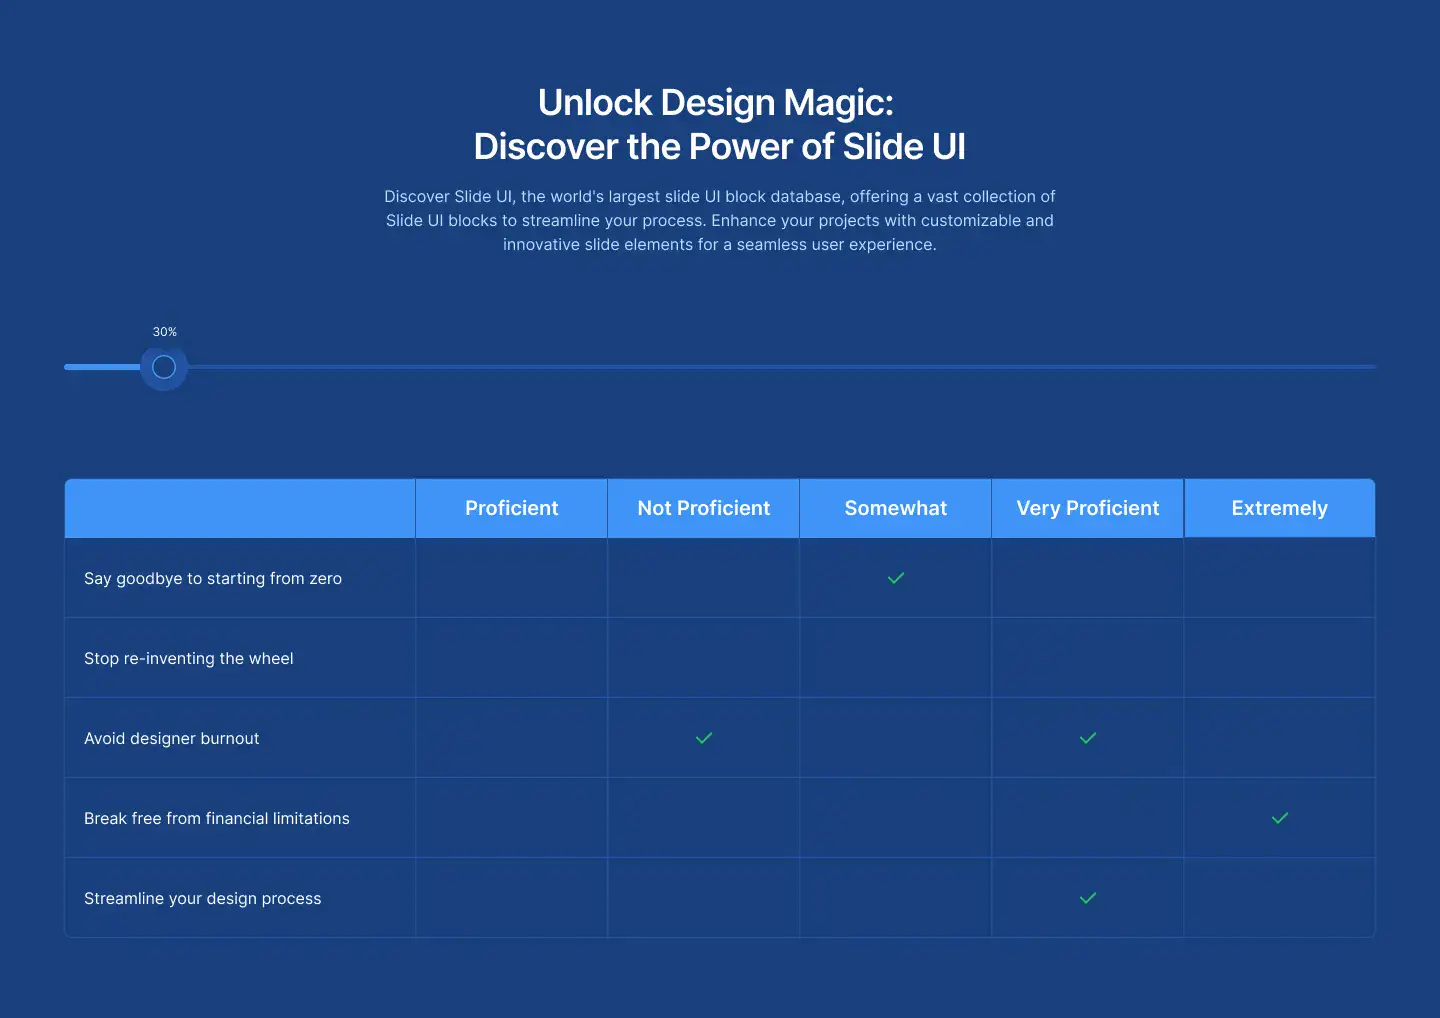 Unlock Design Magic:
Discover the Power of Slide UI
Discover Slide UI, the world's largest slide UI block database, offering a vast collection of
Slide UI blocks to streamline your process. Enhance your projects with customizable and
innovative slide elements for a seamless user experience.
30%
Proficient Not Proficient Somewhat Very Proficient Extremely
Say goodbye to starting from zero
Stop re-inventing the wheel
Avoid designer burnout
Break free from financial limitations
Streamline your design process